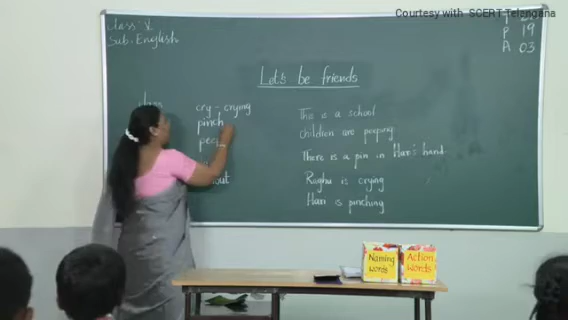 Courtesy with SCERT Telangana
Class: V
Sub: English
P 19
A 03
Let's be friends
cry - crying
pinch
This is a school
children are peeping
There is a pin in Hari's hand
Raghu is crying
Hari is pinching
Naming words
Action words